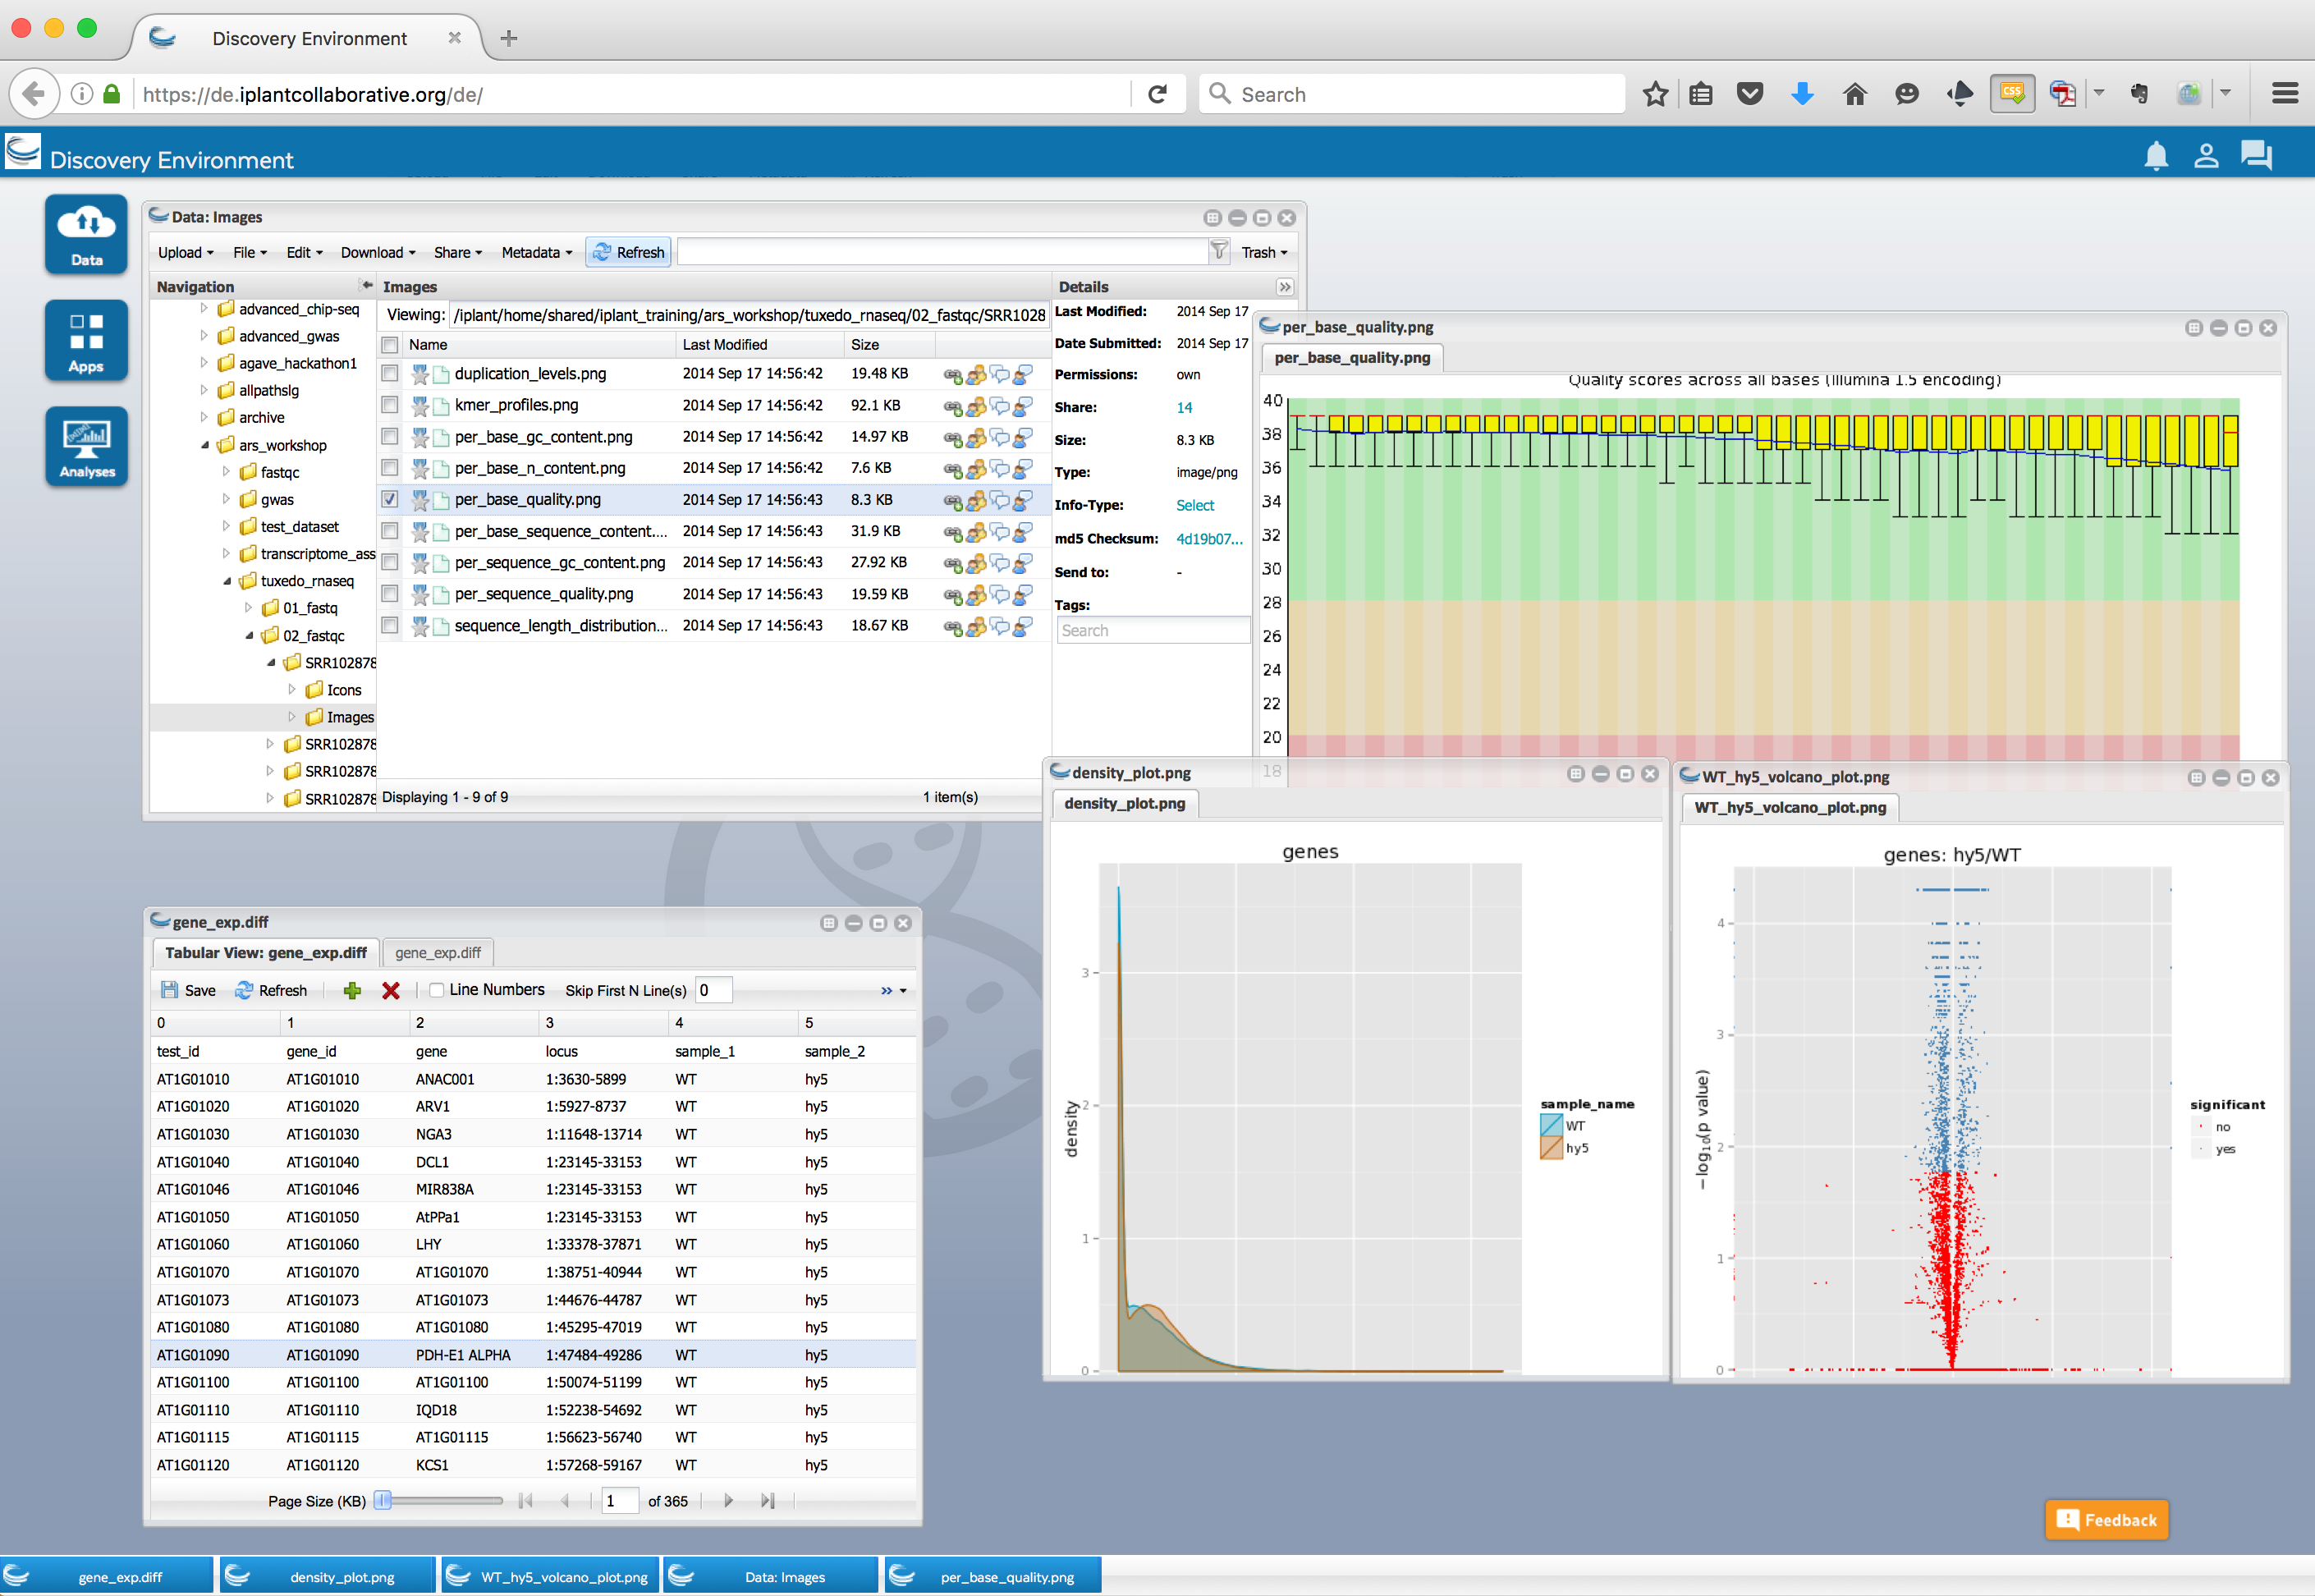 Discovery Environment
https://de.iplantcollaborative.org/de/
Search
CSS
Discovery Environment
Data
Apps
Analyses
Data: Images
Upload File Edit Download Share Metadata Refresh Trash
Navigation
advanced_chip-seq
advanced_gwas
agave_hackathon1
allpathslg
archive
ars_workshop
fastqc
gwas
test_dataset
transcriptome_ass
tuxedo_rnaseq
01_fastq
02_fastqc
SRR102878
Icons
Images
SRR102878
SRR102878
SRR102878
Images
Viewing: /iplant/home/shared/iplant_training/ars_workshop/tuxedo_rnaseq/02_fastqc/SRR1028
Name Last Modified Size
duplication_levels.png 2014 Sep 17 14:56:42 19.48 KB
kmer_profiles.png 2014 Sep 17 14:56:42 92.1 KB
per_base_gc_content.png 2014 Sep 17 14:56:42 14.97 KB
per_base_n_content.png 2014 Sep 17 14:56:42 7.6 KB
per_base_quality.png 2014 Sep 17 14:56:43 8.3 KB
per_base_sequence_content.... 2014 Sep 17 14:56:43 31.9 KB
per_sequence_gc_content.png 2014 Sep 17 14:56:43 27.92 KB
per_sequence_quality.png 2014 Sep 17 14:56:43 19.59 KB
sequence_length_distribution... 2014 Sep 17 14:56:43 18.67 KB
Displaying 1 - 9 of 9 1 item(s)
Details
Last Modified: 2014 Sep 17
Date Submitted: 2014 Sep 17
Permissions: own
Share: 14
Size: 8.3 KB
Type: image/png
Info-Type: Select
md5 Checksum: 4d19b07...
Send to: -
Tags:
Search
per_base_quality.png
per_base_quality.png
Quality scores across all bases (Illumina 1.5 encoding)
40
38
36
34
32
30
28
26
24
22
20
18
density_plot.png
density_plot.png
genes
3
2
1
0
density
sample_name
WT
hy5
WT_hy5_volcano_plot.png
WT_hy5_volcano_plot.png
genes: hy5/WT
4
3
2
1
0
−log10(p value)
significant
no
yes
gene_exp.diff
Tabular View: gene_exp.diff gene_exp.diff
Save Refresh Line Numbers Skip First N Line(s) 0
0 1 2 3 4 5
test_id gene_id gene locus sample_1 sample_2
AT1G01010 AT1G01010 ANAC001 1:3630-5899 WT hy5
AT1G01020 AT1G01020 ARV1 1:5927-8737 WT hy5
AT1G01030 AT1G01030 NGA3 1:11648-13714 WT hy5
AT1G01040 AT1G01040 DCL1 1:23145-33153 WT hy5
AT1G01046 AT1G01046 MIR838A 1:23145-33153 WT hy5
AT1G01050 AT1G01050 AtPPa1 1:23145-33153 WT hy5
AT1G01060 AT1G01060 LHY 1:33378-37871 WT hy5
AT1G01070 AT1G01070 AT1G01070 1:38751-40944 WT hy5
AT1G01073 AT1G01073 AT1G01073 1:44676-44787 WT hy5
AT1G01080 AT1G01080 AT1G01080 1:45295-47019 WT hy5
AT1G01090 AT1G01090 PDH-E1 ALPHA 1:47484-49286 WT hy5
AT1G01100 AT1G01100 AT1G01100 1:50074-51199 WT hy5
AT1G01110 AT1G01110 IQD18 1:52238-54692 WT hy5
AT1G01115 AT1G01115 AT1G01115 1:56623-56740 WT hy5
AT1G01120 AT1G01120 KCS1 1:57268-59167 WT hy5
Page Size (KB) 1 of 365
Feedback
gene_exp.diff density_plot.png WT_hy5_volcano_plot.png Data: Images per_base_quality.png